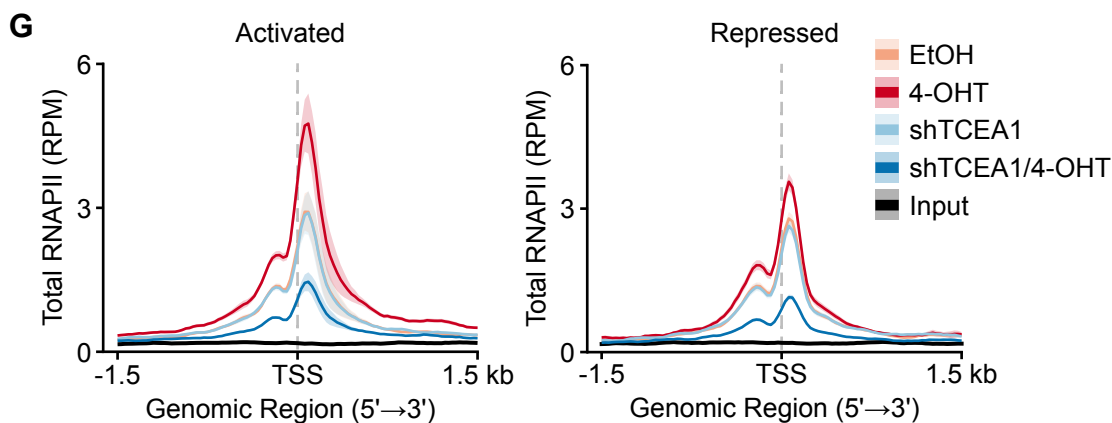 G
Activated
Total RNAPII (RPM)
6
3
0
-1.5
TSS
1.5 kb
Genomic Region (5'→3')
Repressed
Total RNAPII (RPM)
6
3
0
-1.5
TSS
1.5 kb
Genomic Region (5'→3')
EtOH
4-OHT
shTCEA1
shTCEA1/4-OHT
Input